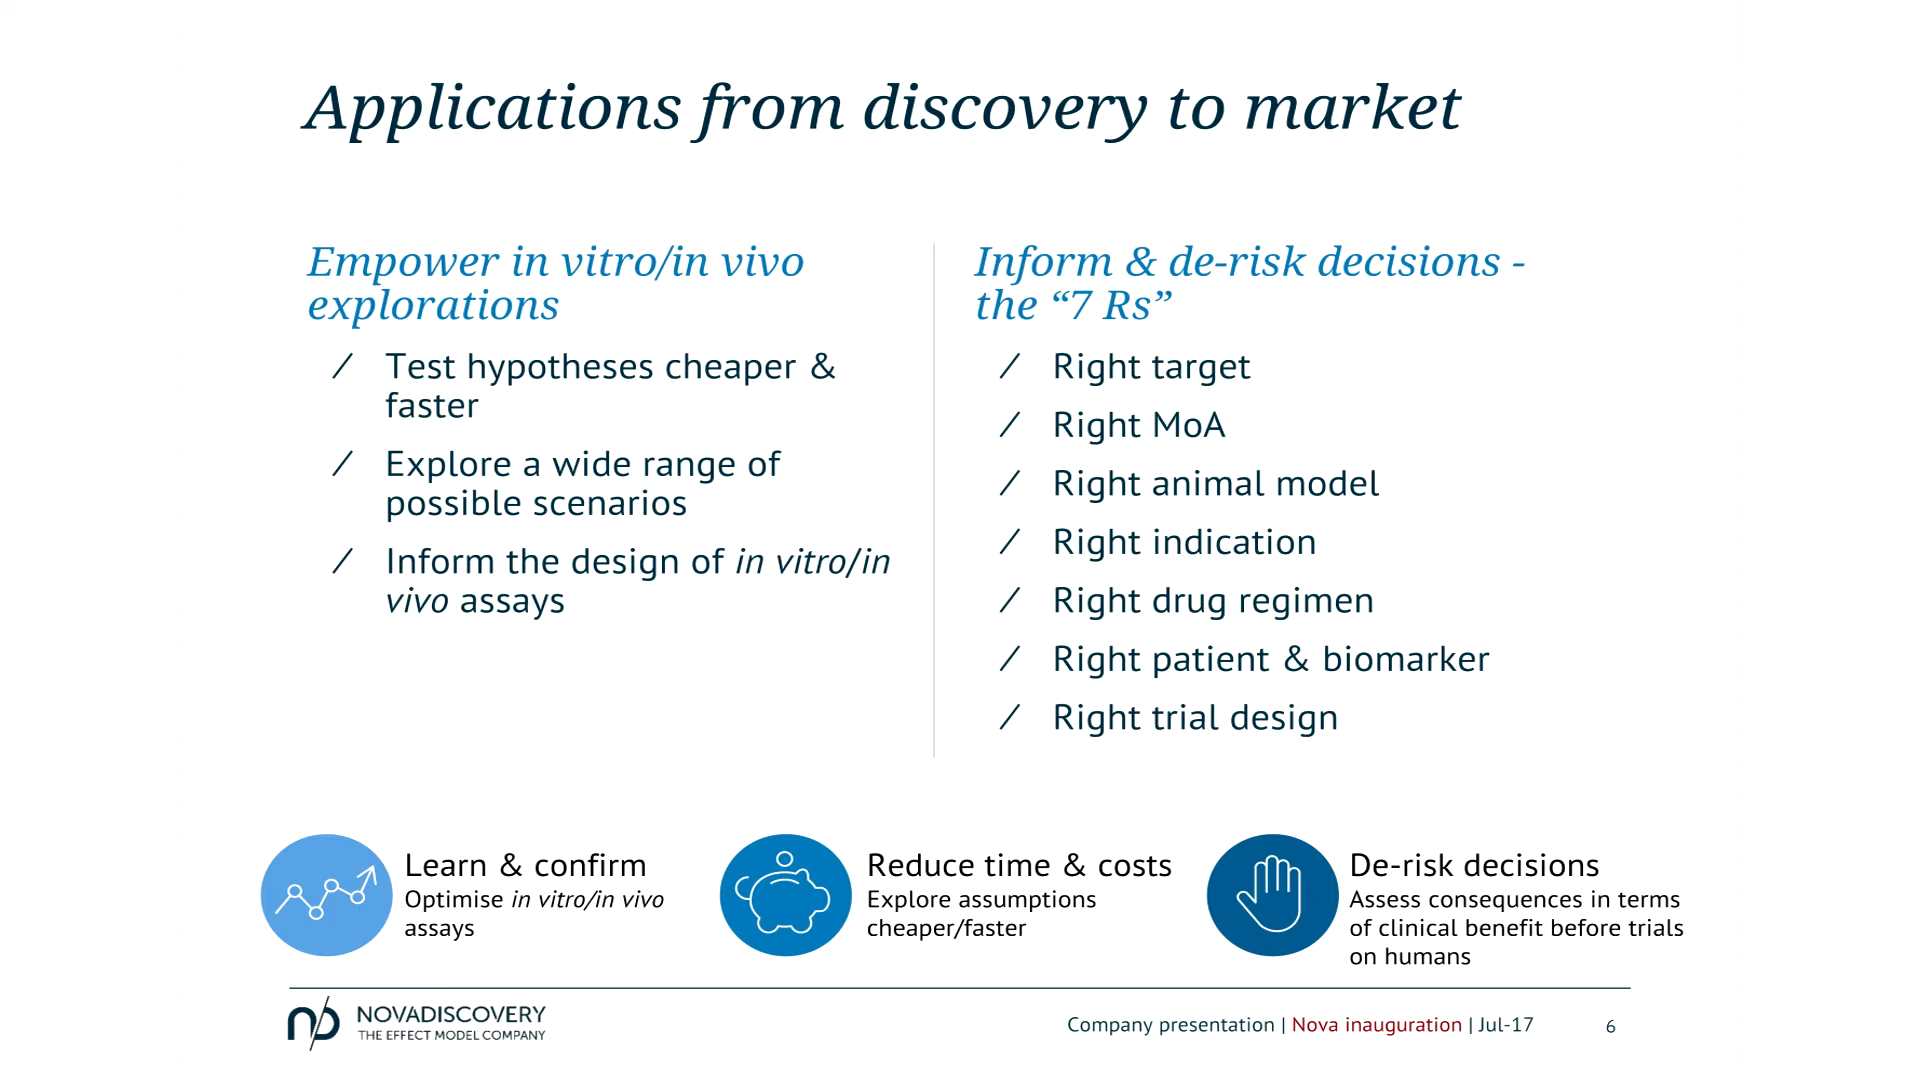 Applications from discovery to market
Empower in vitro/in vivo
explorations
/ Test hypotheses cheaper &
faster
/ Explore a wide range of
possible scenarios
/ Inform the design of in vitro/in
vivo assays
Inform & de-risk decisions -
the “7 Rs”
/ Right target
/ Right MoA
/ Right animal model
/ Right indication
/ Right drug regimen
/ Right patient & biomarker
/ Right trial design
Learn & confirm
Optimise in vitro/in vivo
assays
Reduce time & costs
Explore assumptions
cheaper/faster
De-risk decisions
Assess consequences in terms
of clinical benefit before trials
on humans
NOVADISCOVERY
THE EFFECT MODEL COMPANY
Company presentation | Nova inauguration | Jul-17
6